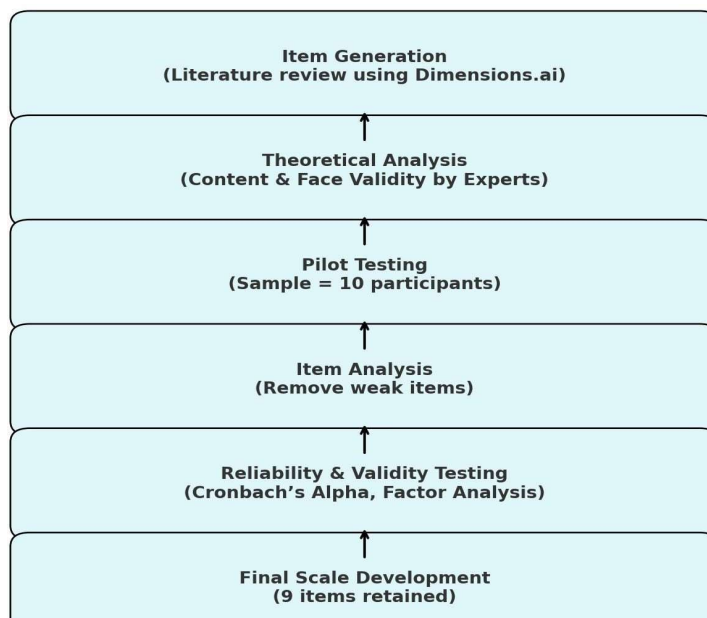 Item Generation
(Literature review using Dimensions.ai)
Theoretical Analysis
(Content & Face Validity by Experts)
Pilot Testing
(Sample = 10 participants)
Item Analysis
(Remove weak items)
Reliability & Validity Testing
(Cronbach’s Alpha, Factor Analysis)
Final Scale Development
(9 items retained)